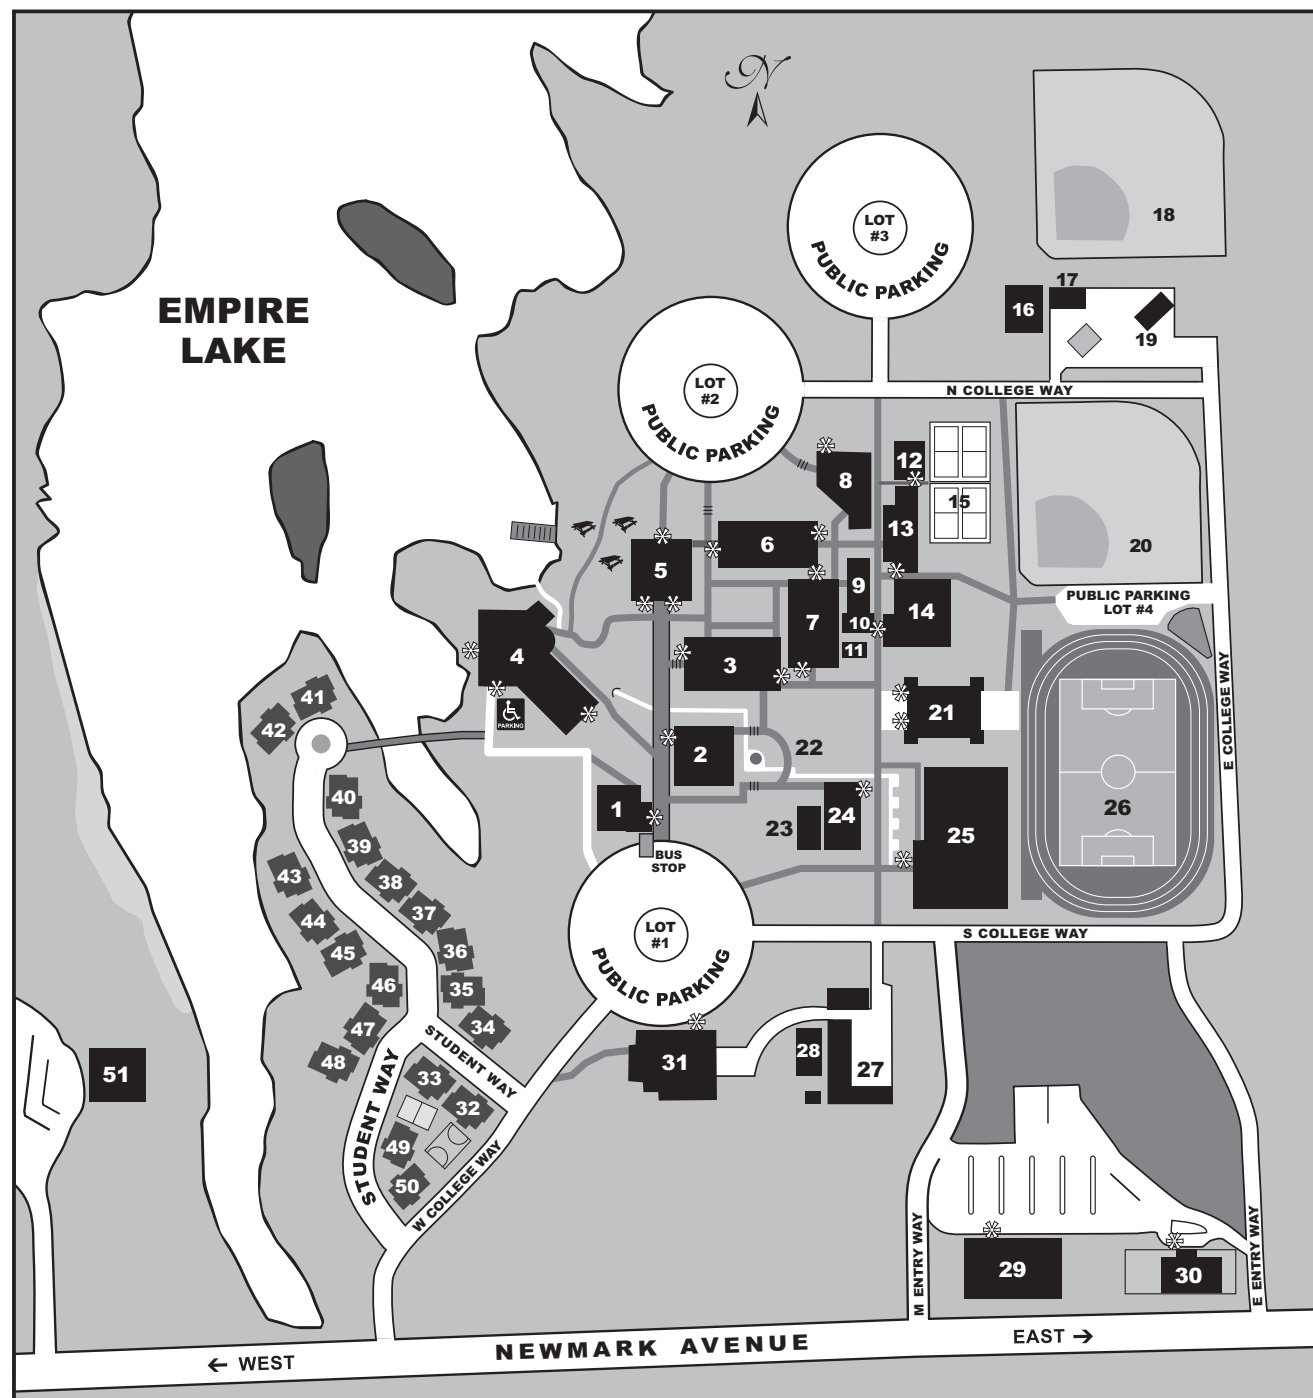 N
LOT
#3
PUBLIC PARKING
18
EMPIRE
LAKE
17
16
19
LOT
#2
PUBLIC PARKING
N COLLEGE WAY
12
8
15
13
6
20
5
9
PUBLIC PARKING
LOT #4
14
7
10
11
4
3
41
PARKING
21
42
22
2
E COLLEGE WAY
40
1
24
23
26
25
39
BUS
STOP
43
38
37
44
LOT
#1
S COLLEGE WAY
36
45
PUBLIC PARKING
46
35
47
34
STUDENT WAY
28
48
31
27
51
33
32
STUDENT WAY
49
50
W COLLEGE WAY
M ENTRY WAY
29
30
E ENTRY WAY
NEWMARK AVENUE
EAST →
← WEST